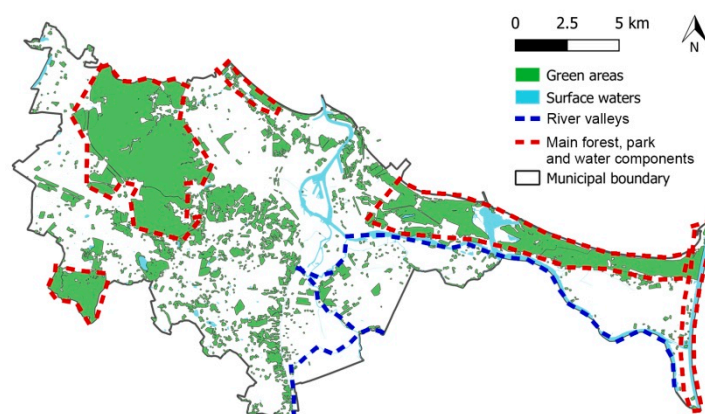 0 2.5 5 km
N
Green areas
Surface waters
River valleys
Main forest, park
and water components
Municipal boundary